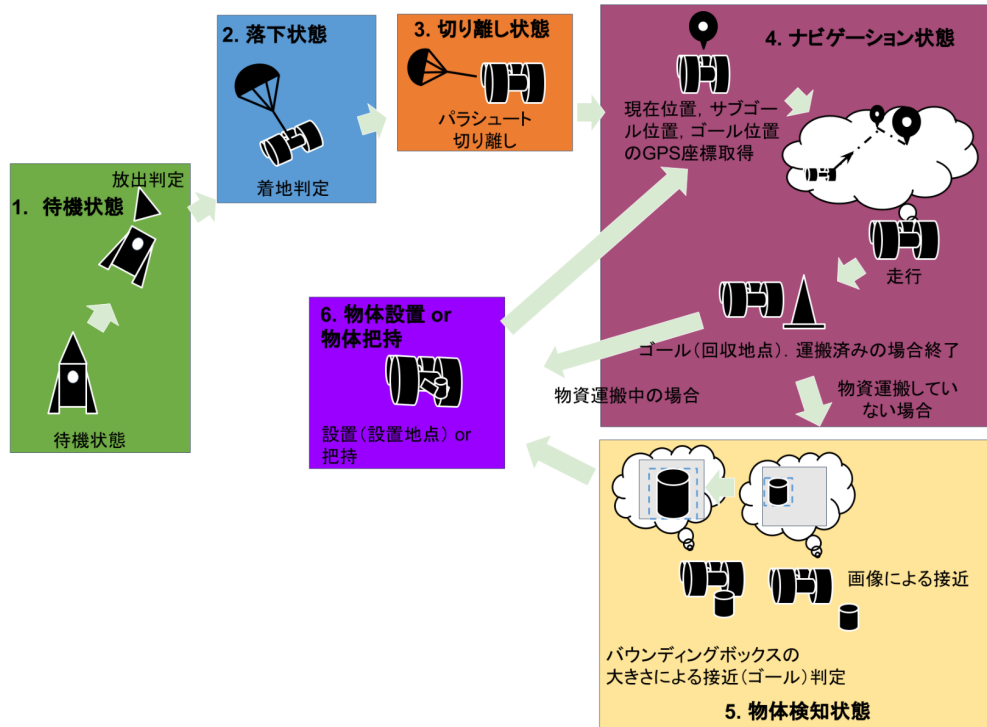 1. 待機状態
放出判定
待機状態
2. 落下状態
着地判定
3. 切り離し状態
パラシュート
切り離し
4. ナビゲーション状態
現在位置, サブゴー
ル位置, ゴール位置
のGPS座標取得
走行
ゴール（回収地点）. 運搬済みの場合終了
物資運搬中の場合
物資運搬してい
ない場合
5. 物体検知状態
画像による接近
バウンディングボックスの
大きさによる接近（ゴール）判定
6. 物体設置 or
物体把持
設置（設置地点） or
把持